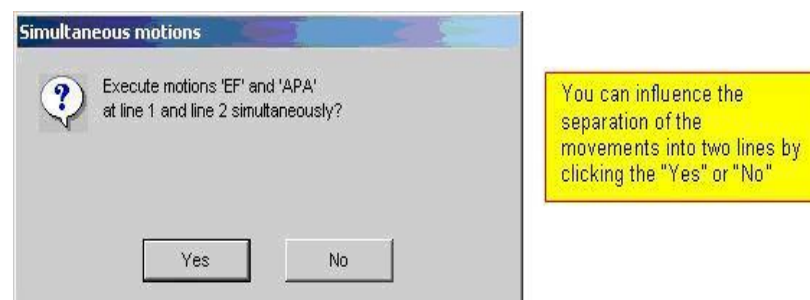 Simultaneous motions
Execute motions 'EF' and 'APA'
at line 1 and line 2 simultaneously?
Yes
No
You can influence the
separation of the
movements into two lines by
clicking the "Yes" or "No"